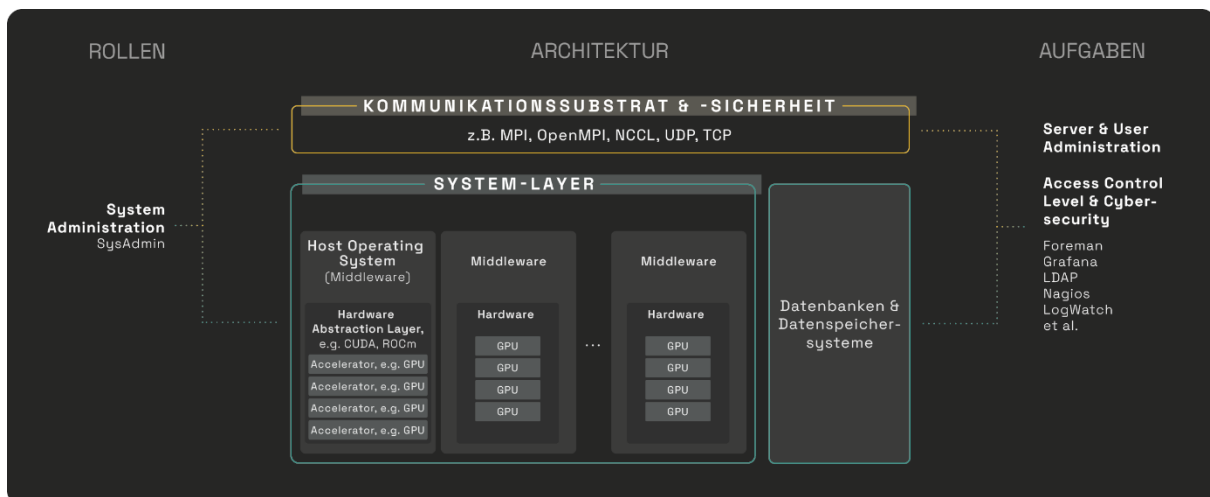 ROLLEN
ARCHITEKTUR
AUFGABEN
KOMMUNIKATIONSSUBSTRAT & -SICHERHEIT
z.B. MPI, OpenMPI, NCCL, UDP, TCP
System
Administration
SysAdmin
SYSTEM-LAYER
Host Operating
System
(Middleware)
Hardware
Abstraction Layer,
e.g. CUDA, ROCm
Accelerator, e.g. GPU
Accelerator, e.g. GPU
Accelerator, e.g. GPU
Accelerator, e.g. GPU
Middleware
Hardware
GPU
GPU
GPU
GPU
...
Middleware
Hardware
GPU
GPU
GPU
GPU
Datenbanken &
Datenspeicher-
systeme
Server & User
Administration
Access Control
Level & Cyber-
security
Foreman
Grafana
LDAP
Nagios
LogWatch
et al.